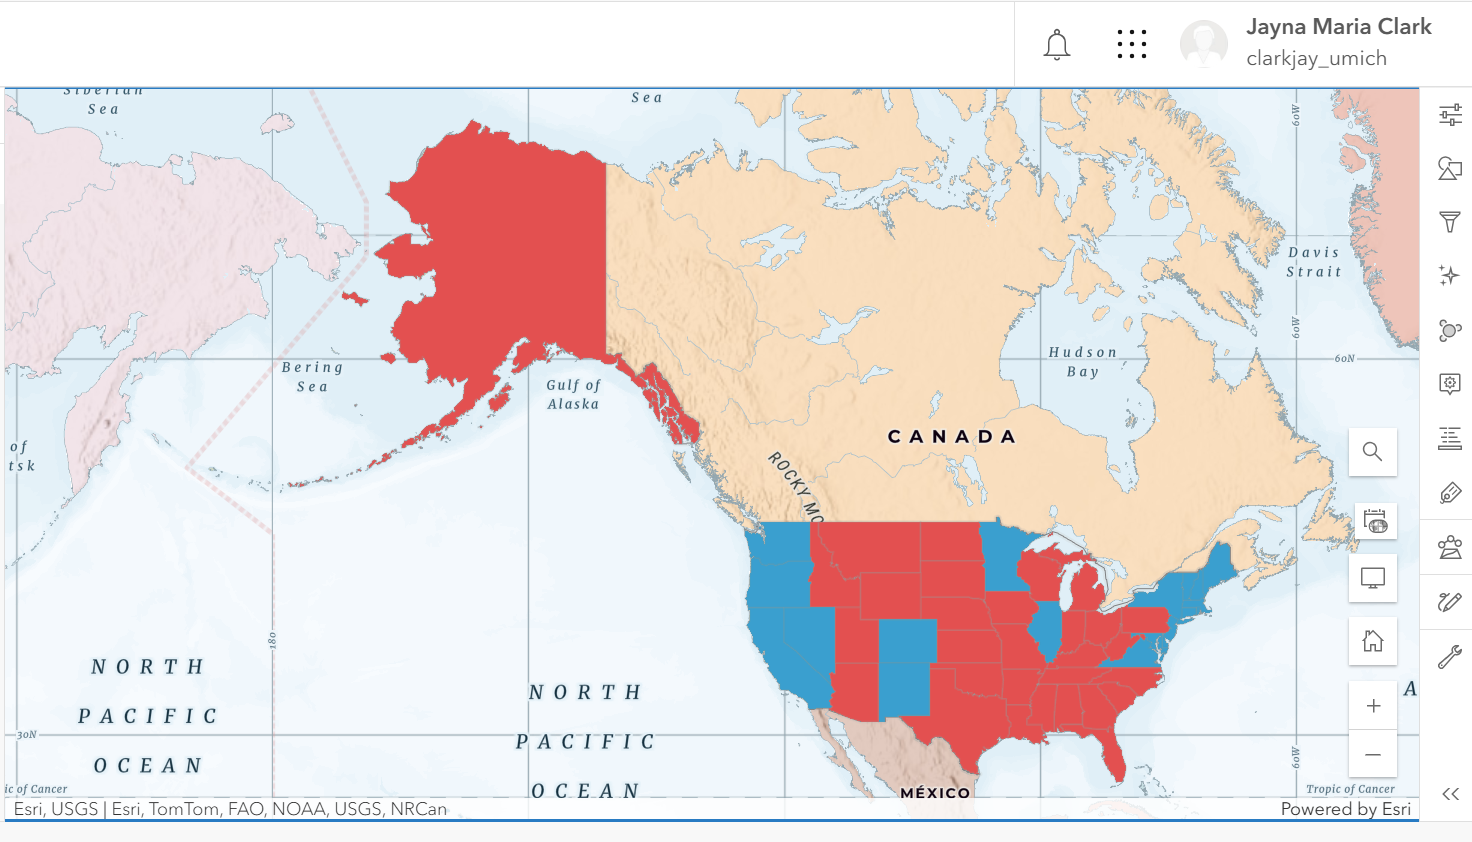 Jayna Maria Clark
clarkjay_umich
Siberian
Sea
Sea
60W
Davis
Strait
60W
60N
Bering
Sea
Gulf of
Alaska
Hudson
Bay
of
tsk
CANADA
ROCKY MO
180
NORTH
PACIFIC
OCEAN
NORTH
PACIFIC
OCEAN
A
30N
60W
ic of Cancer
MÉXICO
Tropic of Cancer
Esri, USGS | Esri, TomTom, FAO, NOAA, USGS, NRCan
Powered by Esri